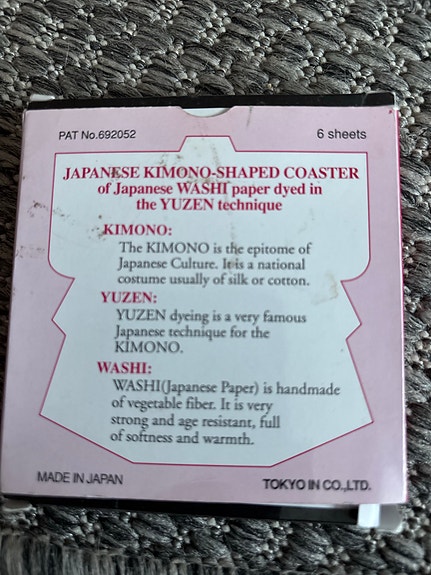 PAT No.692052 6 sheets
JAPANESE KIMONO-SHAPED COASTER
of Japanese WASHI paper dyed in
the YUZEN technique
KIMONO:
The KIMONO is the epitome of
Japanese Culture. It is a national
costume usually of silk or cotton.
YUZEN:
YUZEN dyeing is a very famous
Japanese technique for the
KIMONO.
WASHI:
WASHI(Japanese Paper) is handmade
of vegetable fiber. It is very
strong and age resistant, full
of softness and warmth.
MADE IN JAPAN TOKYO IN CO.,LTD.